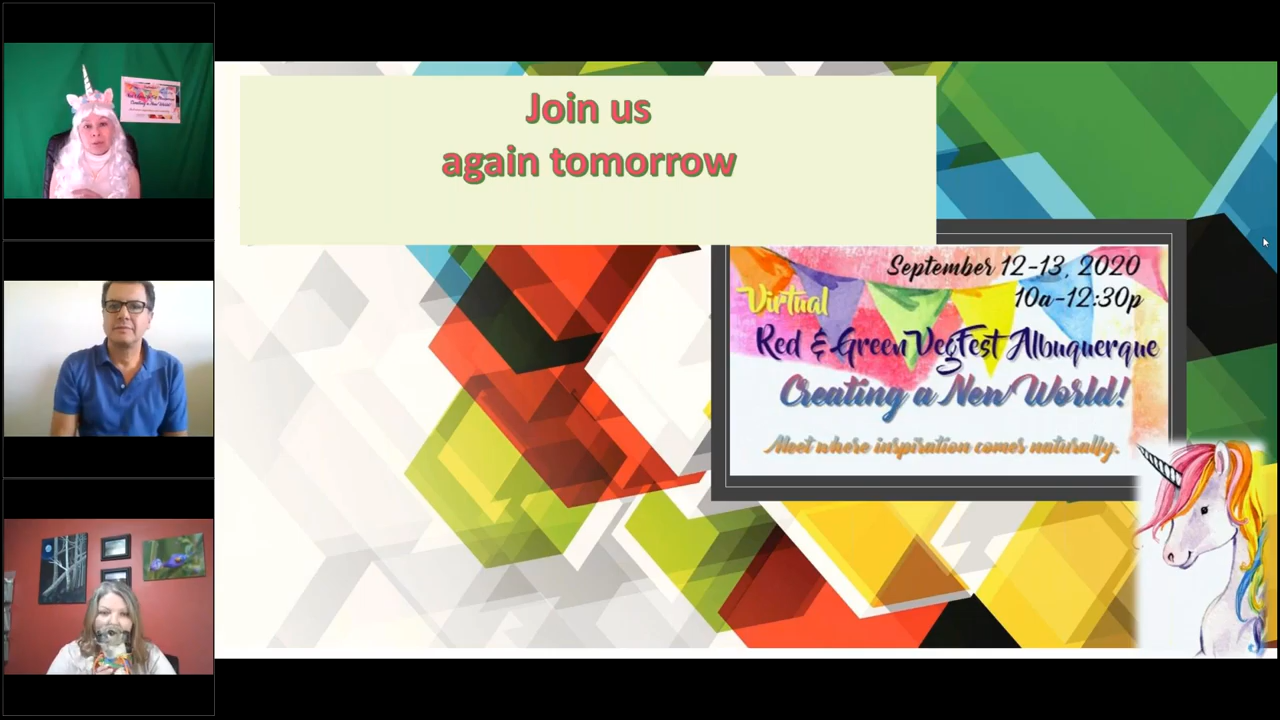 Join us
again tomorrow
September 12-13, 2020
10a-12:30p
Virtual
Red & Green VegFest Albuquerque
Creating a New World!
Meet where inspiration comes naturally.